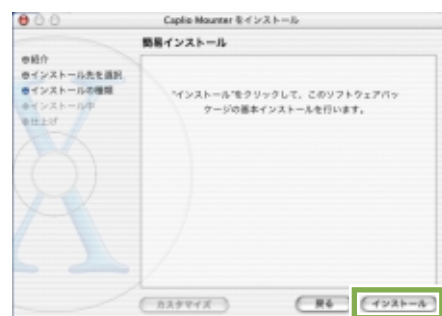 Caplio Mounter をインストール
簡易インストール
紹介
インストール先を選択
インストールの種類
インストール中
仕上げ
"インストール"をクリックして、このソフトウェアパッ
ケージの基本インストールを行います。
カスタマイズ
戻る
インストール